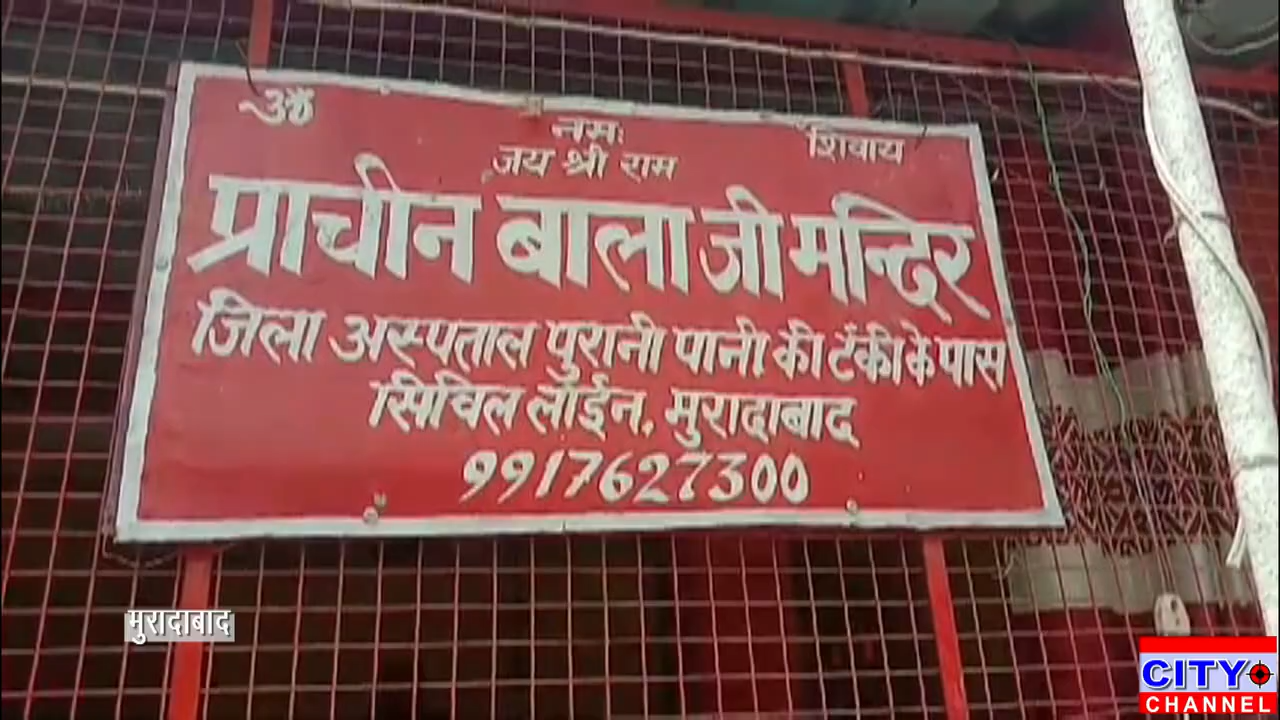 ॐ नमः शिवाय
जय श्री राम
प्राचीन बाला जी मन्दिर
जिला अस्पताल पुरानी पानी की टँकी के पास
सिविल लाईन, मुरादाबाद
9917627300
मुरादाबाद
CITY
CHANNEL